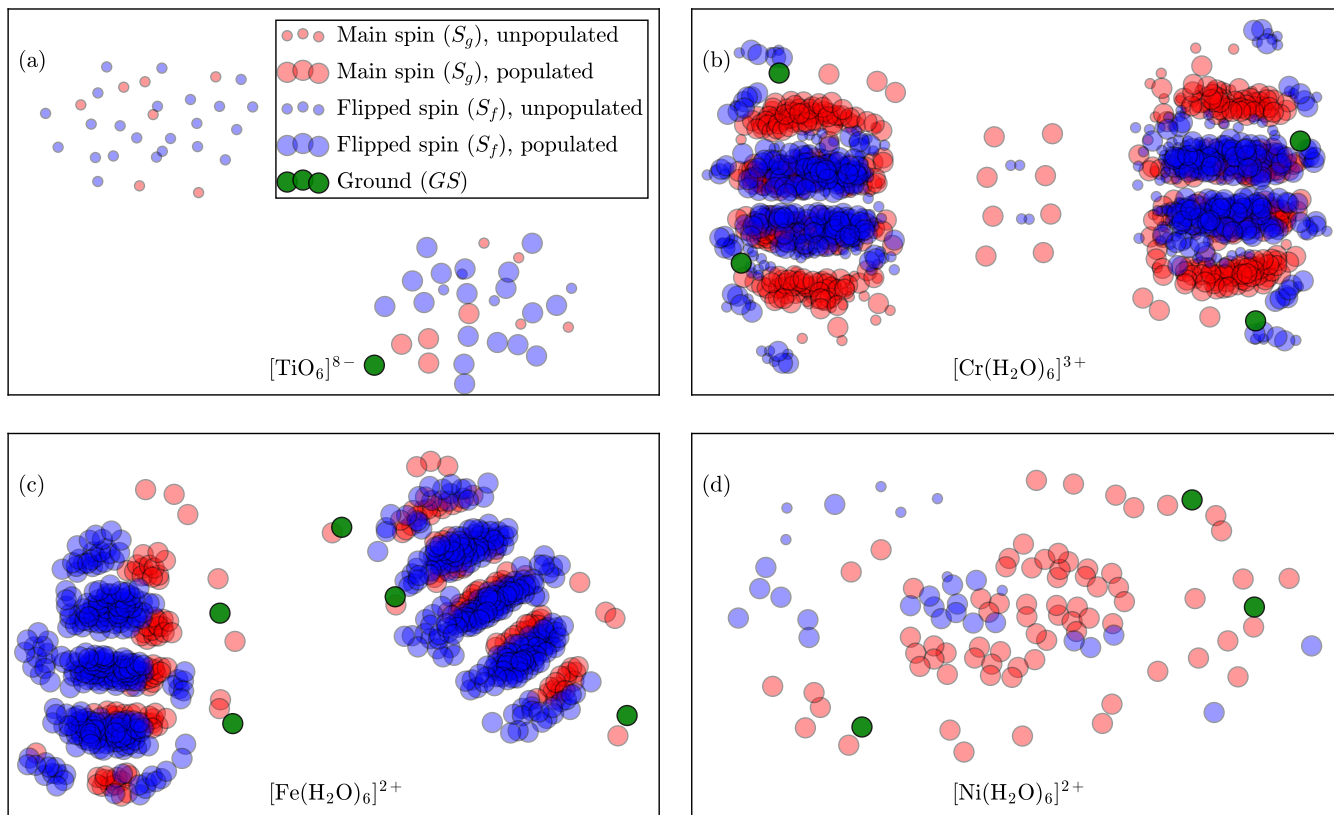 (a)
Main spin (S_g), unpopulated
Main spin (S_g), populated
Flipped spin (S_f), unpopulated
Flipped spin (S_f), populated
Ground (GS)
[TiO₆]⁸⁻
(b)
[Cr(H₂O)₆]³⁺
(c)
[Fe(H₂O)₆]²⁺
(d)
[Ni(H₂O)₆]²⁺